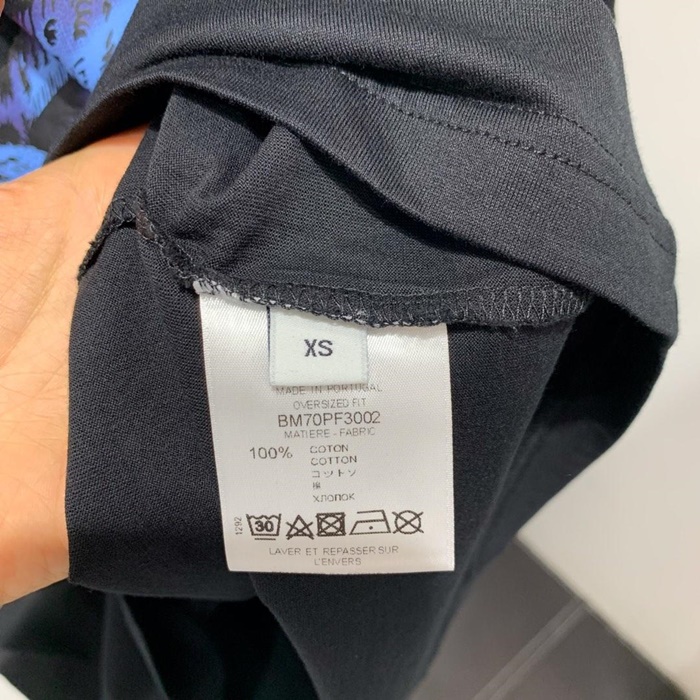 XS
MADE IN PORTUGAL
OVERSIZED FIT
BM70PF3002
MATIERE - FABRIC
100% COTON
COTTON
コットン
хлопок
1292
30
LAVER ET REPASSER SUR
L'ENVERS